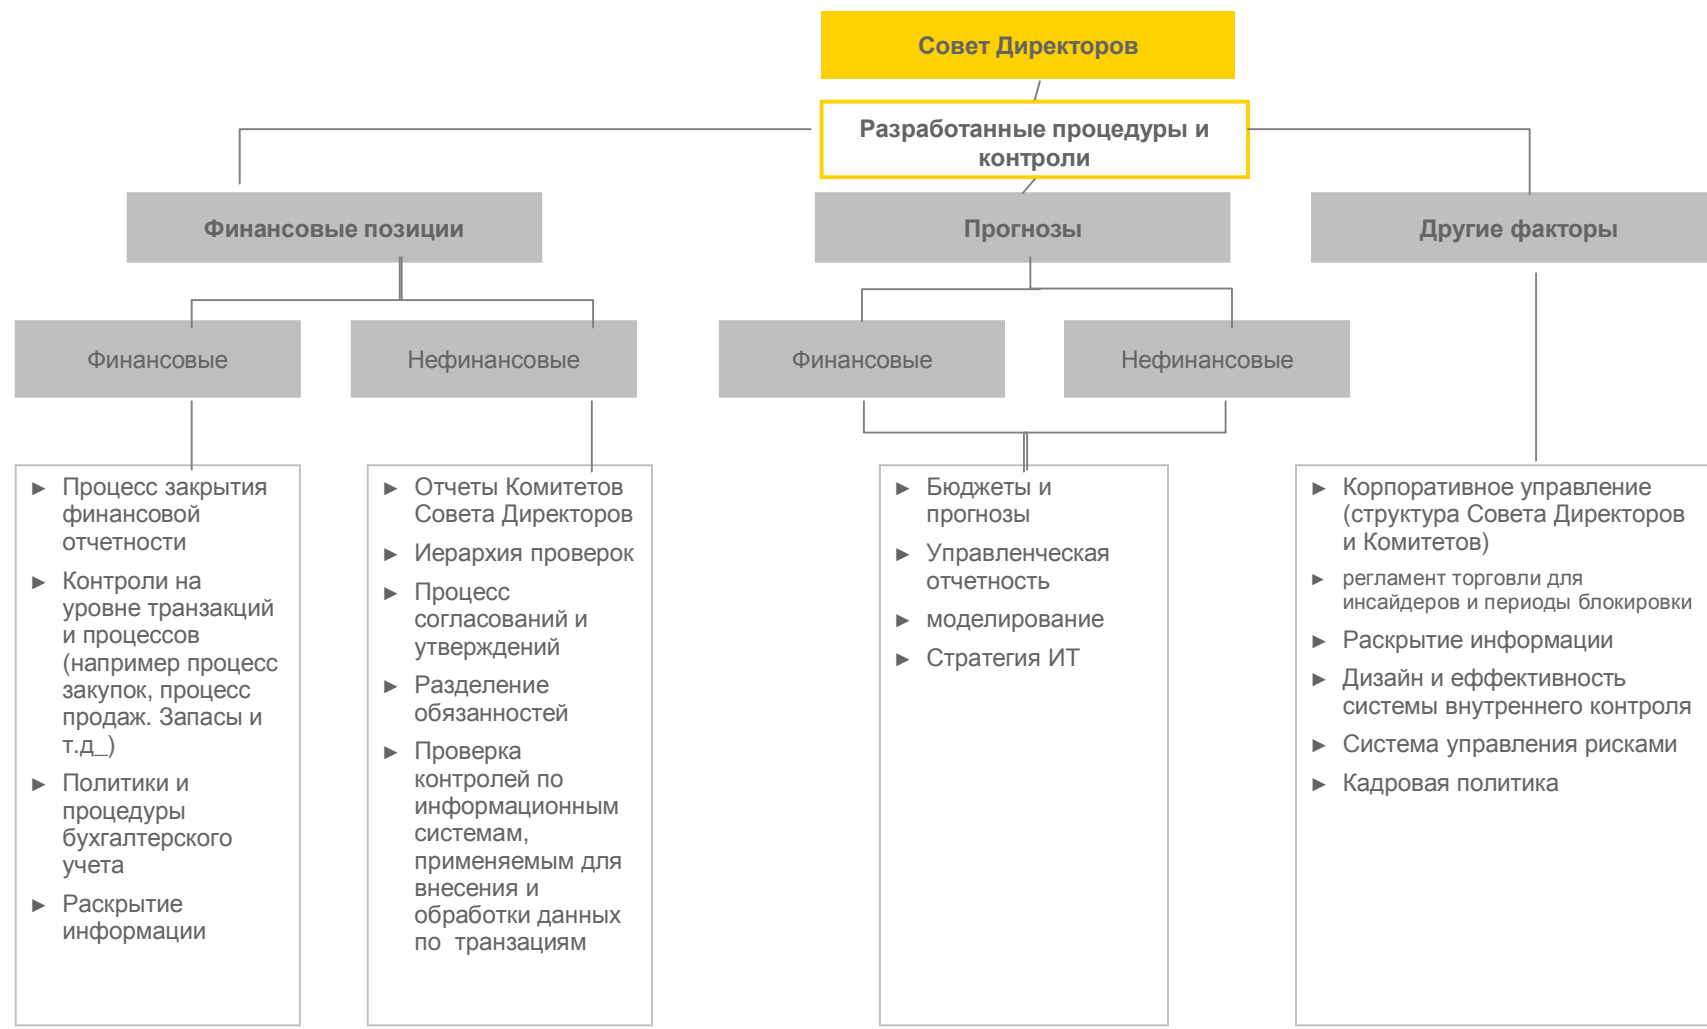 Совет Директоров
Разработанные процедуры и
контроли
Финансовые позиции
Прогнозы
Другие факторы
Финансовые
Нефинансовые
Финансовые
Нефинансовые
► Процесс закрытия
финансовой
отчетности
► Контроли на
уровне транзакций
и процессов
(например процесс
закупок, процесс
продаж. Запасы и
т.д_)
► Политики и
процедуры
бухгалтерского
учета
► Раскрытие
информации
► Отчеты Комитетов
Совета Директоров
► Иерархия проверок
► Процесс
согласований и
утверждений
► Разделение
обязанностей
► Проверка
контролей по
информационным
системам,
применяемым для
внесения и
обработки данных
по  транзациям
► Бюджеты и
прогнозы
► Управленческая
отчетность
► моделирование
► Стратегия ИТ
► Корпоративное управление
(структура Совета Директоров
и Комитетов)
► регламент торговли для
инсайдеров и периоды блокировки
► Раскрытие информации
► Дизайн и еффективность
системы внутреннего контроля
► Система управления рисками
► Кадровая политика